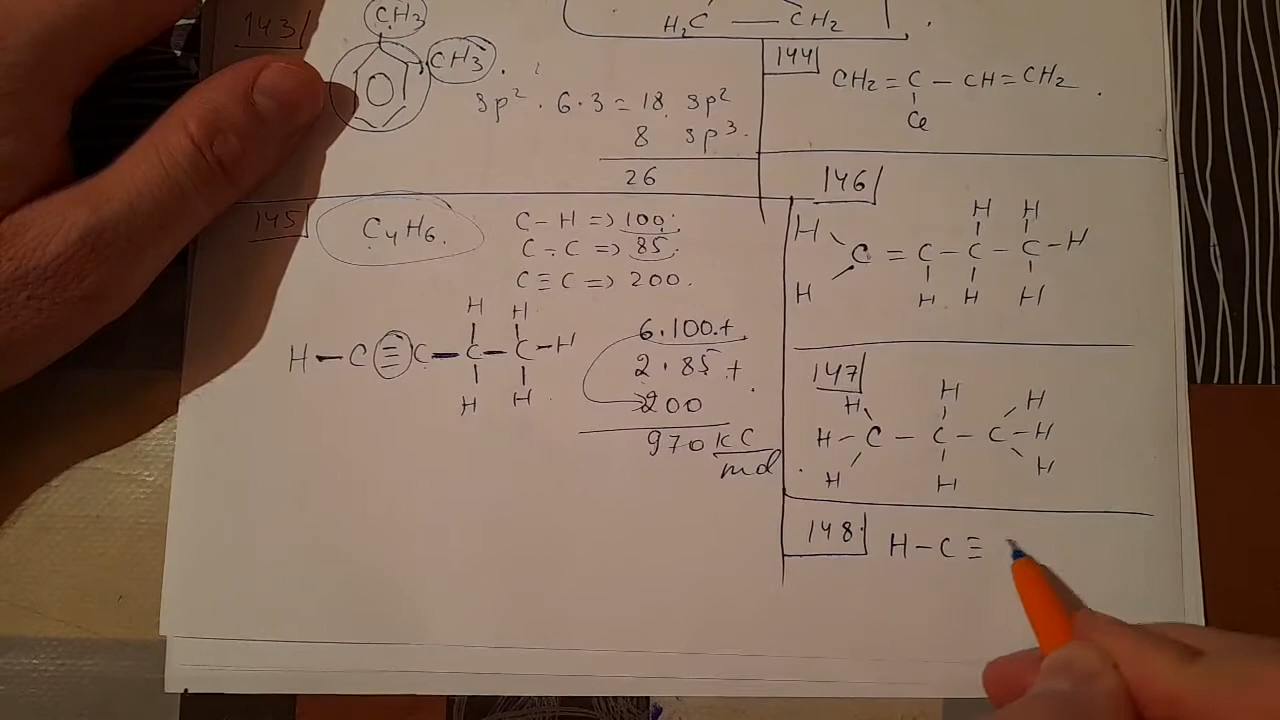 143
CH3
CH3
sp² · 6 · 3 = 18 sp²
8 sp³.
26
H2C — CH2
144
CH2 = C — CH = CH2
145
C4H6.
C–H => 100;
=> 85;
C≡C => 200.
H H
H — C ≡ C — C — C — H
H H
6·100+
2·85+
200
970 KC
mol
146
H H
H
C = C – C – C – H
H H H H
147
H H H
H – C – C – C – H
H H H
148.
H – C ≡